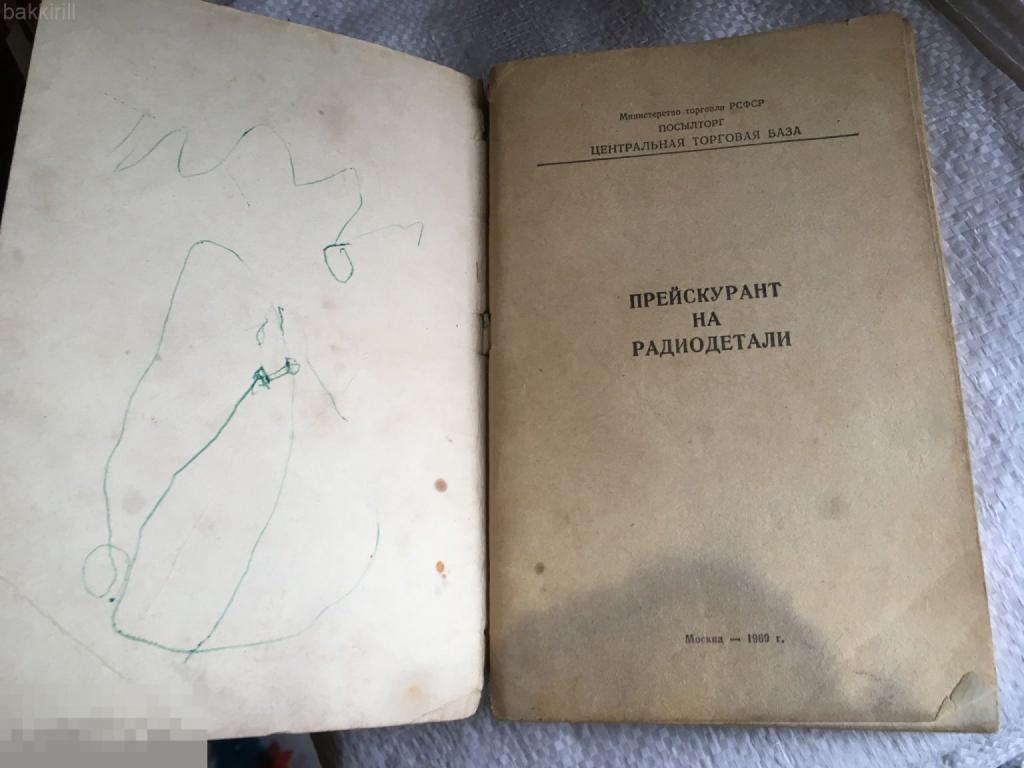 bakkirill
Министерство торговли РСФСР
ПОСЫЛТОРГ
ЦЕНТРАЛЬНАЯ ТОРГОВАЯ БАЗА
ПРЕЙСКУРАНТ
НА
РАДИОДЕТАЛИ
Москва — 1969 г.